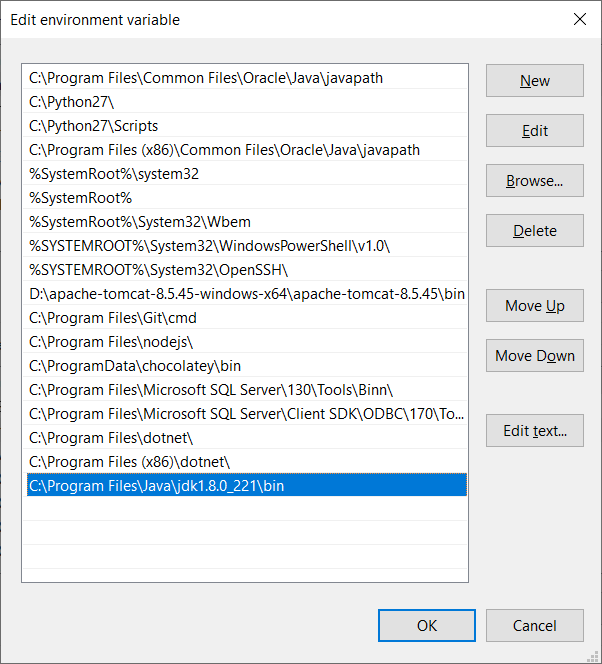 Edit environment variable
C:\Program Files\Common Files\Oracle\Java\javapath
C:\Python27\
C:\Python27\Scripts
C:\Program Files (x86)\Common Files\Oracle\Java\javapath
%SystemRoot%\system32
%SystemRoot%
%SystemRoot%\System32\Wbem
%SYSTEMROOT%\System32\WindowsPowerShell\v1.0\
%SYSTEMROOT%\System32\OpenSSH\
D:\apache-tomcat-8.5.45-windows-x64\apache-tomcat-8.5.45\bin
C:\Program Files\Git\cmd
C:\Program Files\nodejs\
C:\ProgramData\chocolatey\bin
C:\Program Files\Microsoft SQL Server\130\Tools\Binn\
C:\Program Files\Microsoft SQL Server\Client SDK\ODBC\170\To...
C:\Program Files\dotnet\
C:\Program Files (x86)\dotnet\
C:\Program Files\Java\jdk1.8.0_221\bin
New
Edit
Browse...
Delete
Move Up
Move Down
Edit text...
OK
Cancel